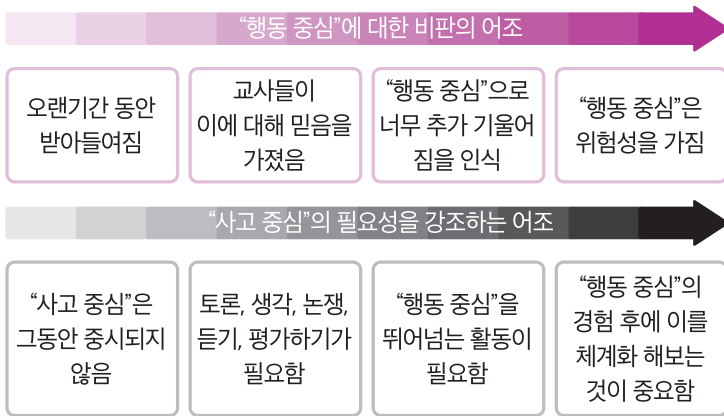 “행동 중심”에 대한 비판의 어조
오랜기간 동안
받아들여짐
교사들이
이에 대해 믿음을
가졌음
“행동 중심”으로
너무 추가 기울어
짐을 인식
“행동 중심”은
위험성을 가짐
“사고 중심”의 필요성을 강조하는 어조
“사고 중심”은
그동안 중시되지
않음
토론, 생각, 논쟁,
듣기, 평가하기가
필요함
“행동 중심”을
뛰어넘는 활동이
필요함
“행동 중심”의
경험 후에 이를
체계화 해보는
것이 중요함